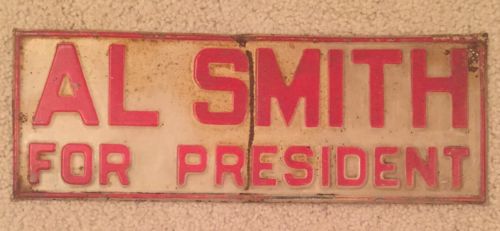 AL SMITH
FOR PRESIDENT